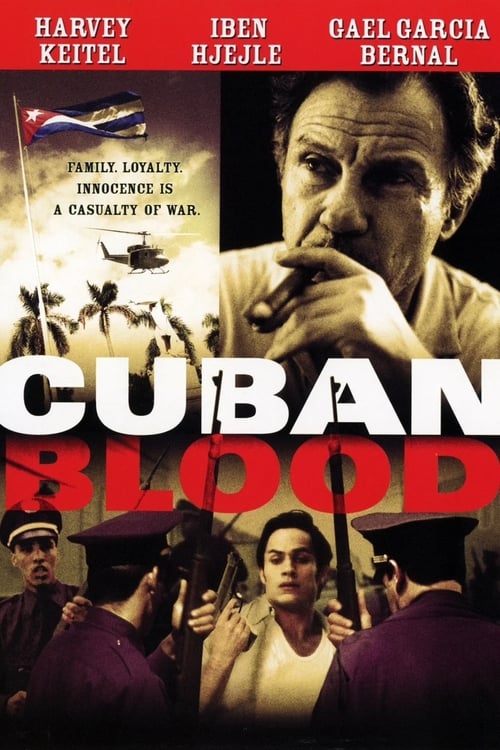 HARVEY
KEITEL
IBEN
HJEJLE
GAEL GARCIA
BERNAL
FAMILY. LOYALTY.
INNOCENCE IS
A CASUALTY OF WAR.
CUBAN
BLOOD